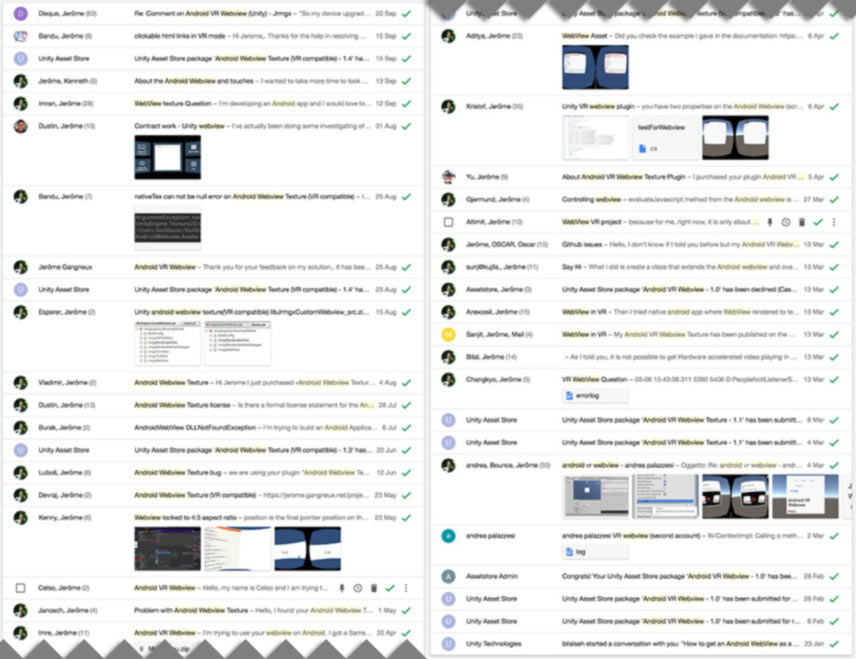 Disqus, Jerôme (63) Re: Comment on Android VR Webview (Unity) - Jrmgx – "So my device upgrad... 20 Sep
Bandu, Jerôme (8) clickable html links in VR mode – Hi Jerome,. Thanks for the help in resolving ... 15 Sep
Unity Asset Store Unity Asset Store package 'Android Webview Texture (VR compatible) - 1.4' ha... 15 Sep
Jerôme, Kenneth (5) About the Android Webview and touches – I wanted to take more time to look ... 13 Sep
Imran, Jerôme (28) WebView texture Question – I'm developing an Android app and I would love to... 12 Sep
Dustin, Jerôme (10) Contract work - Unity webview – I've actually been doing some investigating of... 31 Aug
Bandu, Jerôme (7) nativeTex can not be null error on Android Webview Texture (VR compatible) – I... 25 Aug
Jerôme Gangneux Android VR Webview – Thank you for your feedback on my solution,. it has bee... 25 Aug
Unity Asset Store Unity Asset Store package 'Android Webview Texture (VR compatible) - 1.4' ha... 23 Aug
Esperer, Jerôme (2) Unity android webview texture(VR compatible) libJrmgxCustomWebview_src.zi... 15 Aug
Vladimir, Jerôme (2) Android Webview Texture – Hi Jerome I just purchased «Android Webview Textur... 4 Aug
Dustin, Jerôme (13) Android Webview Texture license – Is there a formal license statement for the An... 28 Jul
Burak, Jerôme (2) AndroidWebView DLLNotFoundException – I'm trying to build an Android Applica... 6 Jul
Unity Asset Store Unity Asset Store package 'Android Webview Texture (VR compatible) - 1.3' has... 20 Jun
Luboš, Jerôme (6) Android Webview Texture bug – we are using your plugin "Android Webview Te... 12 Jun
Devraj, Jerôme (2) Android Webview Texture (VR compatible) – https://jerome.gangneux.net/proje... 23 May
Kenny, Jerôme (6) Webview locked to 4:3 aspect ratio – position is the final pointer position on th... 23 May
Celso, Jerôme (2) Android VR Webview – Hello, my name is Celso and I am trying t...
Janosch, Jerôme (4) Problem with Android Webview Texture – Hello, I found your Android Webview T... 1 May
Imre, Jerôme (11) Android VR Webview – I'm trying to use your webview on Android. I got a Sams... 20 Apr
Aditya, Jerôme (23) WebView Asset – Did you check the example I gave in the documentation: https:... 6 Apr
Kristof, Jerôme (35) Unity VR webview plugin – you have two properties on the Android Webview (scr... 6 Apr
testForWebview
cs
Yu, Jerôme (9) About Android VR Webview Texture Plugin – I purchased your plugin Android VR ... 5 Apr
Gjermund, Jerôme (4) Controlling webview – evaluateJavascript method from the Android webview is... 27 Mar
Altimit, Jerôme (10) WebView VR project – because for me, right now, it is only about ...
Jerôme, OSCAR, Oscar (15) Github issues – Hello, I don't know if I told you before but my Android VR Webv... 13 Mar
sunj@kujila., Jerôme (11) Say Hi – What i did is create a class that extends the Android webview and ove... 13 Mar
Assetstore, Jerôme (3) Unity Asset Store package 'Android VR Webview - 1.0' has been declined (Cas... 13 Mar
Jerôme (15) WebView in VR – Then I tried native android app where WebView rendered to te... 13 Mar
Sanjit, Jerôme, Mail (4) WebView in VR – My Android VR Webview Texture has been published on the ... 13 Mar
Bilal, Jerôme (14) – As I told you, it is not possible to get Hardware accelerated video playing in ... 13 Mar
Changkyo, Jerôme (5) VR WebView Question – 03-06 15:43:08.311 5390 5406 D PeopleNotiListenerS... 13 Mar
errorlog
Unity Asset Store Unity Asset Store package 'Android VR Webview Texture - 1.1' has been submitt... 8 Mar
Unity Asset Store Unity Asset Store package 'Android VR Webview Texture - 1.1' has been submitt... 4 Mar
andrea, Bounce, Jerôme (33) android vr webview - andrea palazzesi – Oggetto: Re: android vr webview - andr... 4 Mar
andrea palazzesi andrea palazzesi VR webview (second account) – W/ContextImpl: Calling a meth... 2 Mar
log
Assetstore Admin Congrats! Your Unity Asset Store package 'Android VR Webview - 1.0' has bee... 28 Feb
Unity Asset Store Unity Asset Store package 'Android VR Webview - 1.0' has been submitted for ... 28 Feb
Unity Asset Store Unity Asset Store package 'Android VR Webview - 1.0' has been submitted for ... 6 Feb
Unity Technologies bilalseh started a conversation with you: "How to get an Android WebView as a ... 23 Jan